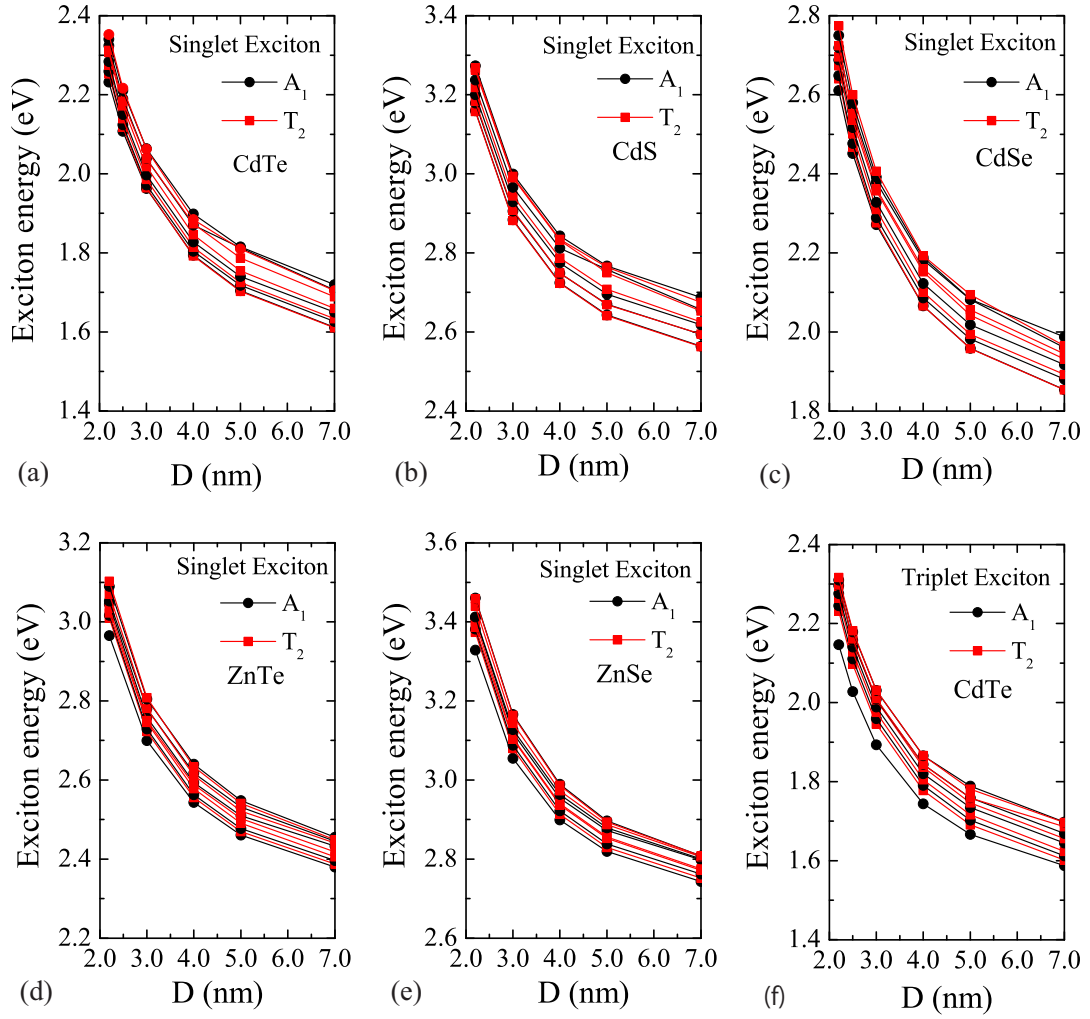 2.4
2.2
2.0
1.8
1.6
1.4
Exciton energy (eV)
Singlet Exciton
A1
T2
CdTe
2.0 3.0 4.0 5.0 6.0 7.0
(a)
D (nm)
3.4
3.2
3.0
2.8
2.6
2.4
Exciton energy (eV)
Singlet Exciton
A1
T2
CdS
2.0 3.0 4.0 5.0 6.0 7.0
(b)
D (nm)
2.8
2.6
2.4
2.2
2.0
1.8
Exciton energy (eV)
Singlet Exciton
A1
T2
CdSe
2.0 3.0 4.0 5.0 6.0 7.0
(c)
D (nm)
3.2
3.0
2.8
2.6
2.4
2.2
Exciton energy (eV)
Singlet Exciton
A1
T2
ZnTe
2.0 3.0 4.0 5.0 6.0 7.0
(d)
D (nm)
3.6
3.4
3.2
3.0
2.8
2.6
Exciton energy (eV)
Singlet Exciton
A1
T2
ZnSe
2.0 3.0 4.0 5.0 6.0 7.0
(e)
D (nm)
2.4
2.2
2.0
1.8
1.6
1.4
Exciton energy (eV)
Triplet Exciton
A1
T2
CdTe
2.0 3.0 4.0 5.0 6.0 7.0
(f)
D (nm)